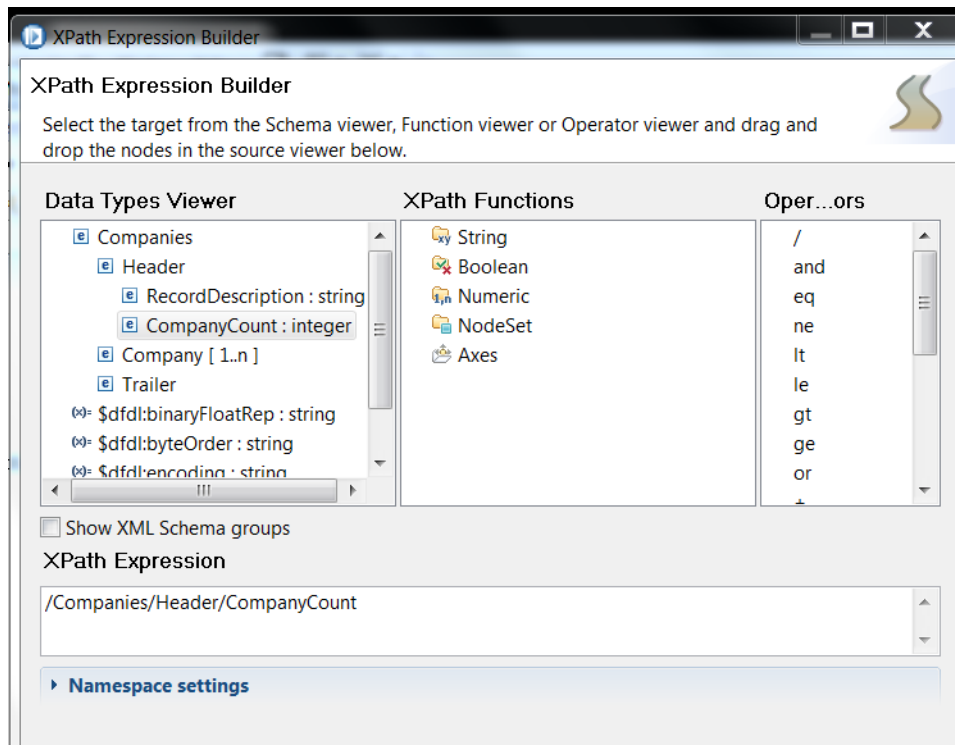 XPath Expression Builder
XPath Expression Builder
Select the target from the Schema viewer, Function viewer or Operator viewer and drag and
drop the nodes in the source viewer below.
Data Types Viewer
Companies
Header
RecordDescription : string
CompanyCount : integer
Company [ 1..n ]
Trailer
$dfdl:binaryFloatRep : string
$dfdl:byteOrder : string
$dfdl:encoding : string
XPath Functions
String
Boolean
Numeric
NodeSet
Axes
Oper...ors
/
and
eq
ne
lt
le
gt
ge
or
+
Show XML Schema groups
XPath Expression
/Companies/Header/CompanyCount
Namespace settings